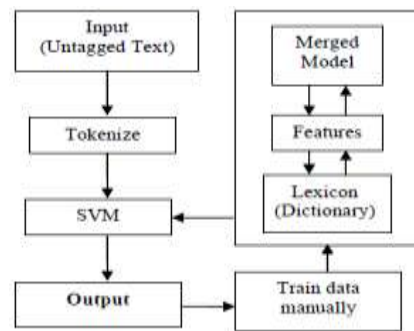 Input
(Untagged Text)
Tokenize
SVM
Output
Merged
Model
Features
Lexicon
(Dictionary)
Train data
manually